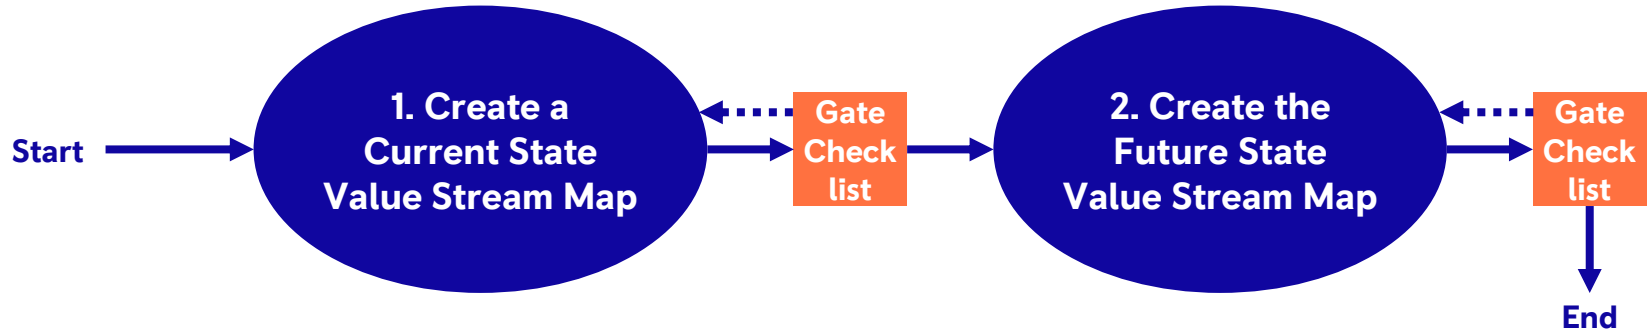 Start
1. Create a
Current State
Value Stream Map
Gate
Check
list
2. Create the
Future State
Value Stream Map
Gate
Check
list
End